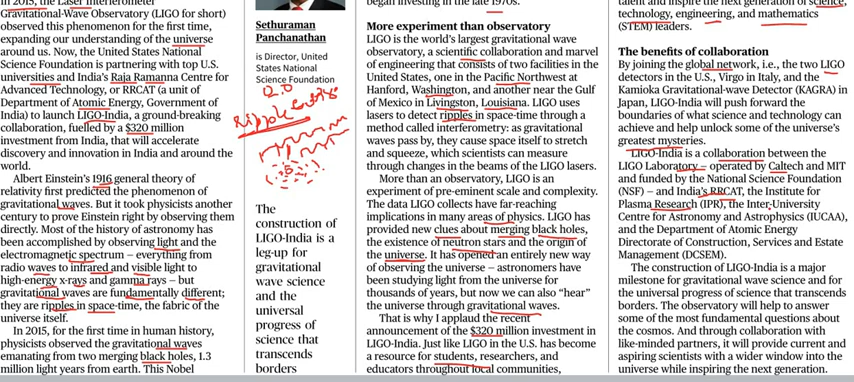 In 2015, the Laser Interferometer
Gravitational-Wave Observatory (LIGO for short)
observed this phenomenon for the first time,
expanding our understanding of the universe
around us. Now, the United States National
Science Foundation is partnering with top U.S.
universities and India's Raja Ramanna Centre for
Advanced Technology, or RRCAT (a unit of
Department of Atomic Energy, Government of
India) to launch LIGO-India, a ground-breaking
collaboration, fuelled by a $320 million
investment from India, that will accelerate
discovery and innovation in India and around the
world.
Albert Einstein's 1916 general theory of
relativity first predicted the phenomenon of
gravitational waves. But it took physicists another
century to prove Einstein right by observing them
directly. Most of the history of astronomy has
been accomplished by observing light and the
electromagnetic spectrum – everything from
radio waves to infrared and visible light to
high-energy x-rays and gamma rays – but
gravitational waves are fundamentally different;
they are ripples in space-time, the fabric of the
universe itself.
In 2015, for the first time in human history,
physicists observed the gravitational waves
emanating from two merging black holes, 1.3
million light years from earth. This Nobel
Sethuraman
Panchanathan
is Director, United
States National
Science Foundation
The
construction of
LIGO-India is a
leg-up for
gravitational
wave science
and the
universal
progress of
science that
transcends
borders
began investing in the late 1970s.
More experiment than observatory
LIGO is the world's largest gravitational wave
observatory, a scientific collaboration and marvel
of engineering that consists of two facilities in the
United States, one in the Pacific Northwest at
Hanford, Washington, and another near the Gulf
of Mexico in Livingston, Louisiana. LIGO uses
lasers to detect ripples in space-time through a
method called interferometry: as gravitational
waves pass by, they cause space itself to stretch
and squeeze, which scientists can measure
through changes in the beams of the LIGO lasers.
More than an observatory, LIGO is an
experiment of pre-eminent scale and complexity.
The data LIGO collects have far-reaching
implications in many areas of physics. LIGO has
provided new clues about merging black holes,
the existence of neutron stars and the origin of
the universe. It has opened an entirely new way
of observing the universe – astronomers have
been studying light from the universe for
thousands of years, but now we can also “hear”
the universe through gravitational waves.
That is why I applaud the recent
announcement of the $320 million investment in
LIGO-India. Just like LIGO in the U.S. has become
a resource for students, researchers, and
educators throughout local communities,
talent and inspire the next generation of science,
technology, engineering, and mathematics
(STEM) leaders.
The benefits of collaboration
By joining the global network, i.e., the two LIGO
detectors in the U.S., Virgo in Italy, and the
Kamioka Gravitational-wave Detector (KAGRA) in
Japan, LIGO-India will push forward the
boundaries of what science and technology can
achieve and help unlock some of the universe's
greatest mysteries.
LIGO-India is a collaboration between the
LIGO Laboratory – operated by Caltech and MIT
and funded by the National Science Foundation
(NSF) – and India's RRCAT, the Institute for
Plasma Research (IPR), the Inter-University
Centre for Astronomy and Astrophysics (IUCAA),
and the Department of Atomic Energy
Directorate of Construction, Services and Estate
Management (DCSEM).
The construction of LIGO-India is a major
milestone for gravitational wave science and for
the universal progress of science that transcends
borders. The observatory will help to answer
some of the most fundamental questions about
the cosmos. And through collaboration with
like-minded partners, it will provide current and
aspiring scientists with a wider window into the
universe while inspiring the next generation.